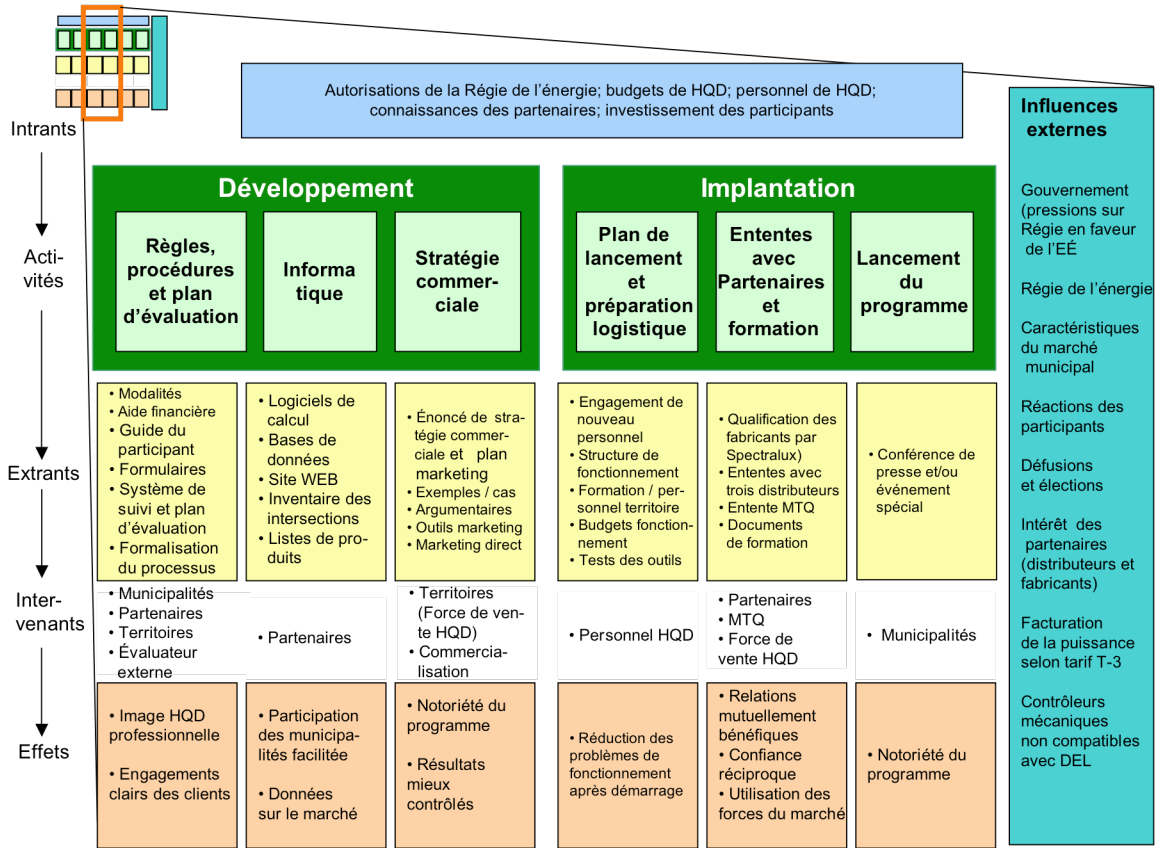 Autorisations de la Régie de l'énergie; budgets de HQD; personnel de HQD;
connaissances des partenaires; investissement des participants
Intrants
Acti-
vités
Extrants
Inter-
venants
Effets
Développement
Règles,
procédures
et plan
d'évaluation
Informa
tique
Stratégie
commer-
ciale
Implantation
Plan de
lancement
et
préparation
logistique
Ententes
avec
Partenaires
et
formation
Lancement
du
programme
• Modalités
• Aide financière
• Guide du
participant
• Formulaires
• Système de
suivi et plan
d'évaluation
• Formalisation
du processus
• Logiciels de
calcul
• Bases de
données
• Site WEB
• Inventaire des
intersections
• Listes de pro-
duits
• Énoncé de stra-
tégie commer-
ciale et plan
marketing
• Exemples / cas
• Argumentaires
• Outils marketing
• Marketing direct
• Engagement de
nouveau
personnel
• Structure de
fonctionnement
• Formation / per-
sonnel territoire
• Budgets fonction-
nement
• Tests des outils
• Qualification des
fabricants par
Spectralux)
• Ententes avec
trois distributeurs
• Entente MTQ
• Documents
de formation
• Conférence de
presse et/ou
événement
spécial
• Municipalités
• Partenaires
• Territoires
• Évaluateur
externe
• Partenaires
• Territoires
(Force de ven-
te HQD)
• Commercia-
lisation
• Personnel HQD
• Partenaires
• MTQ
• Force de
vente HQD
• Municipalités
• Image HQD
professionnelle
• Engagements
clairs des clients
• Participation
des municipa-
lités facilitée
• Données
sur le marché
• Notoriété du
programme
• Résultats
mieux
contrôlés
• Réduction des
problèmes de
fonctionnement
après démarrage
• Relations
mutuellement
bénéfiques
• Confiance
réciproque
• Utilisation des
forces du marché
• Notoriété du
programme
Influences
externes
Gouvernement
(pressions sur
Régie en faveur
de l'EÉ
Régie de l'énergie
Caractéristiques
du marché
municipal
Réactions des
participants
Défusions
et élections
Intérêt des
partenaires
(distributeurs et
fabricants)
Facturation
de la puissance
selon tarif T-3
Contrôleurs
mécaniques
non compatibles
avec DEL